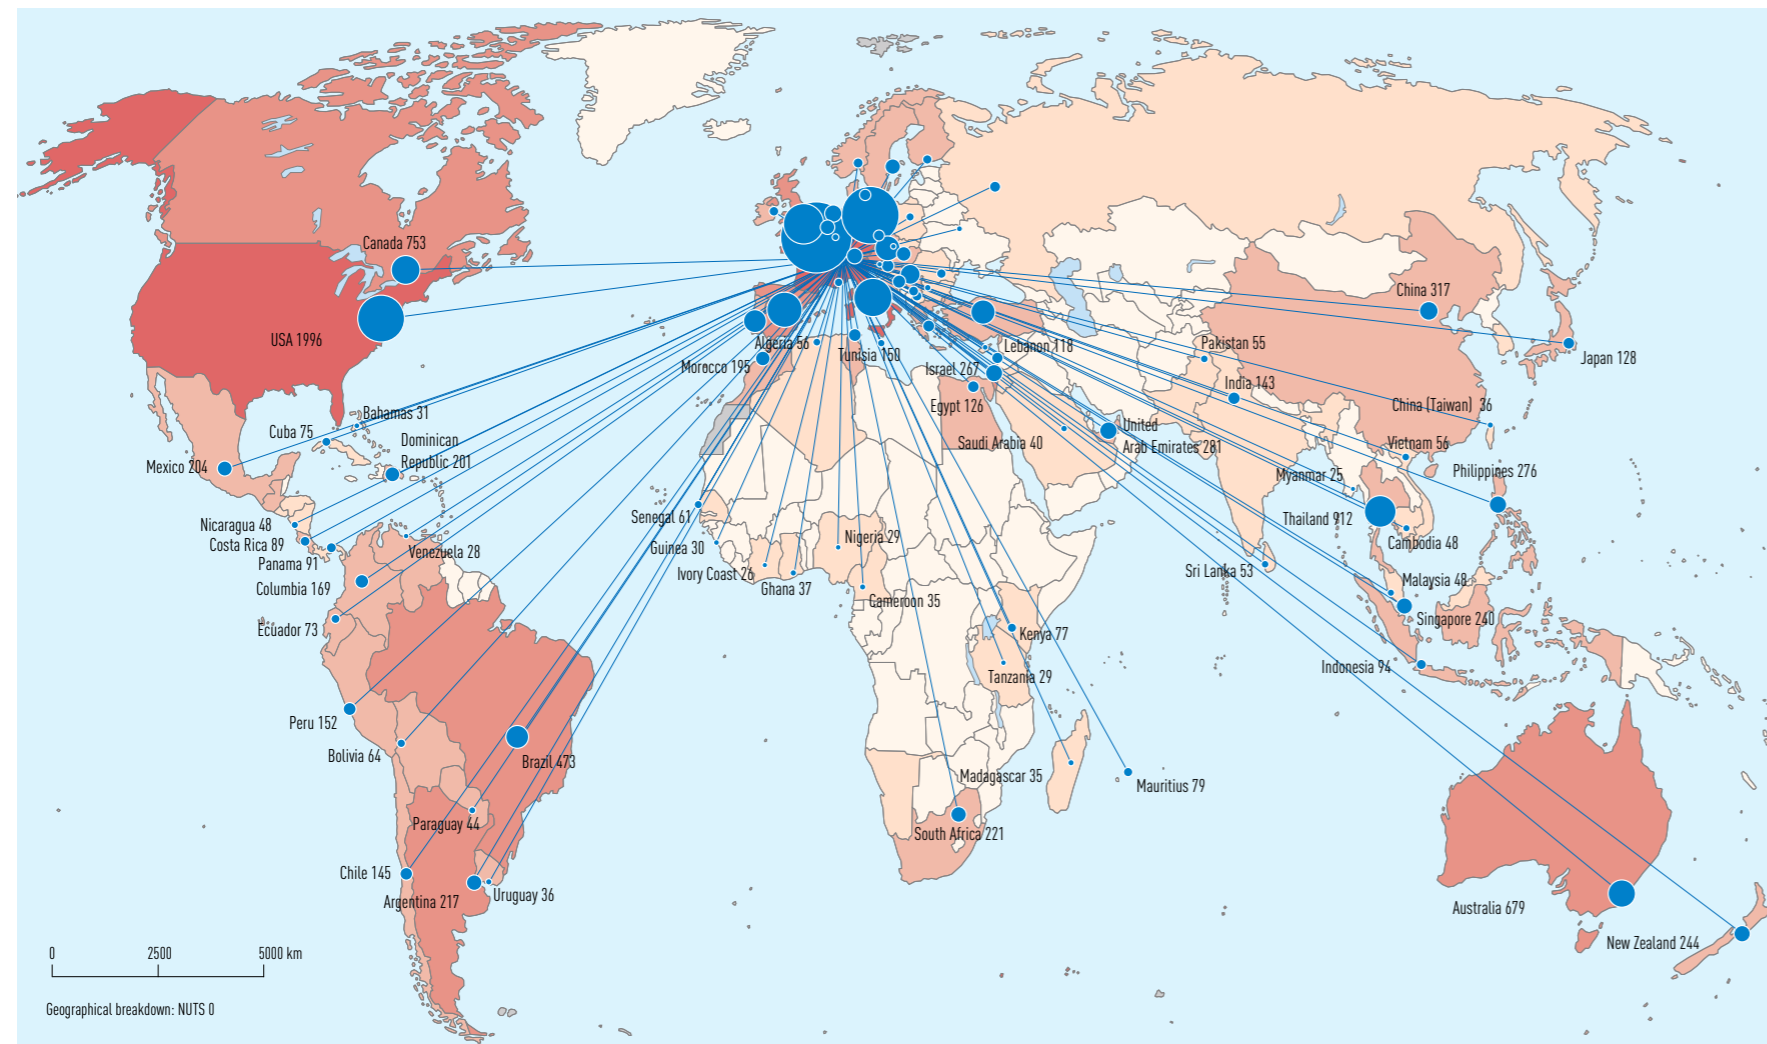 Canada 753
USA 1996
Bahamas 31
Cuba 75
Dominican
Republic 201
Mexico 204
Nicaragua 48
Costa Rica 89
Panama 91
Venezuela 28
Columbia 169
Ecuador 73
Peru 152
Bolivia 64
Brazil 473
Paraguay 44
Chile 145
Argentina 217
Uruguay 36
Algeria 56
Tunisia 150
Morocco 195
Lebanon 118
Israel 267
Egypt 126
Saudi Arabia 40
United
Arab Emirates 281
Senegal 61
Guinea 30
Ivory Coast 26
Ghana 37
Nigeria 29
Cameroon 35
Kenya 77
Tanzania 29
Madagascar 35
Mauritius 79
South Africa 221
Pakistan 55
India 143
China 317
Japan 128
China (Taiwan) 36
Vietnam 56
Myanmar 25
Philippines 276
Thailand 912
Cambodia 48
Sri Lanka 53
Malaysia 48
Singapore 240
Indonesia 94
Australia 679
New Zealand 244
0 2500 5000 km
Geographical breakdown: NUTS 0